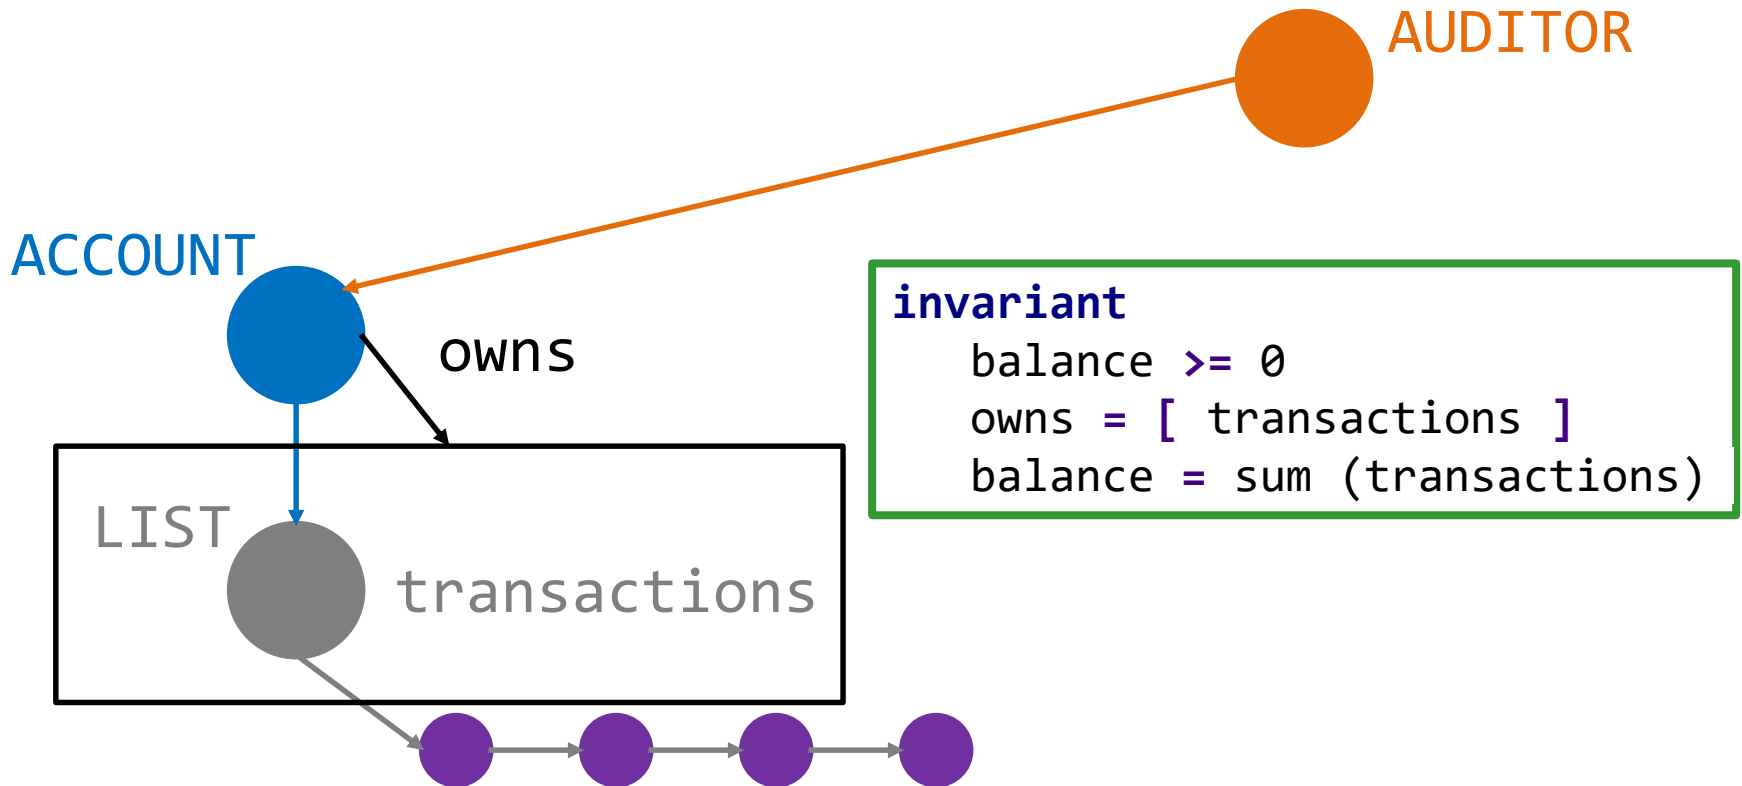 AUDITOR
ACCOUNT
owns
invariant
balance >= 0
owns = [ transactions ]
balance = sum (transactions)
LIST
transactions